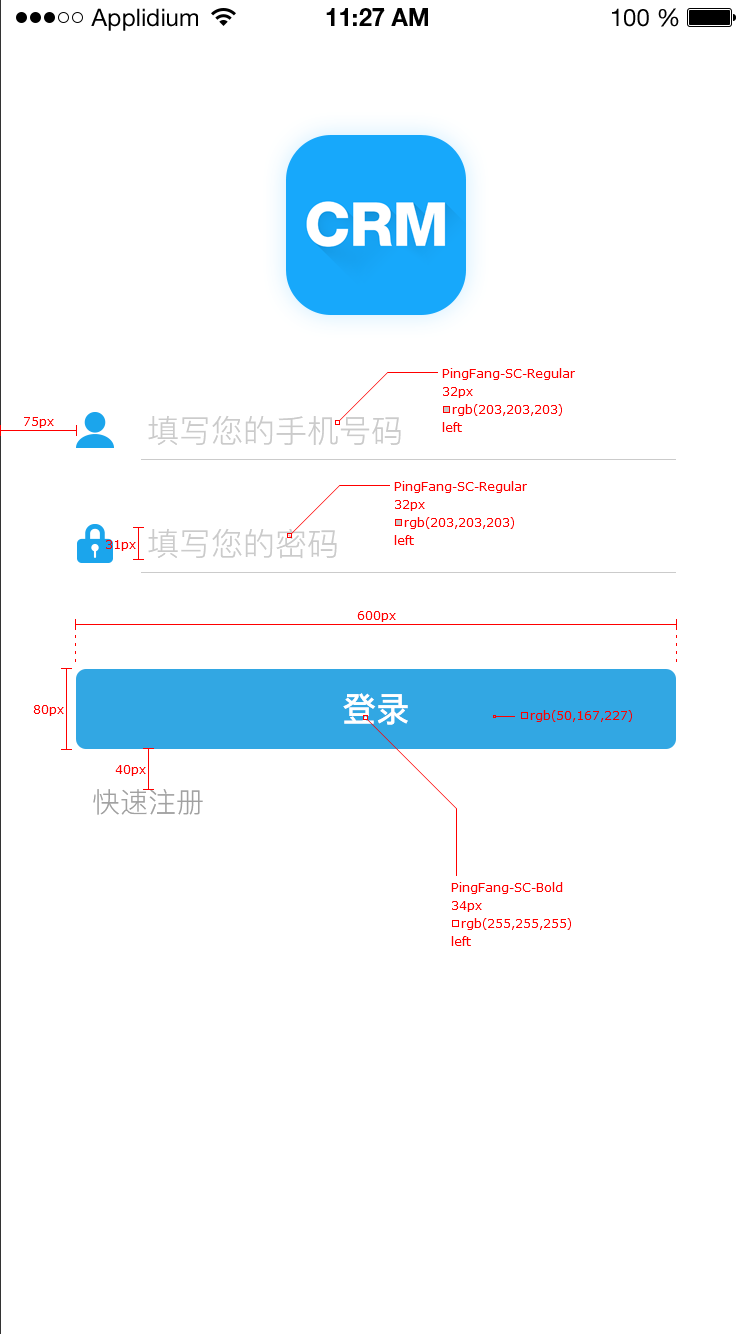 Applidium 11:27 AM 100 %
CRM
PingFang-SC-Regular
32px
rgb(203,203,203)
left
75px
填写您的手机号码
PingFang-SC-Regular
32px
rgb(203,203,203)
left
31px
填写您的密码
600px
80px
登录
rgb(50,167,227)
40px
快速注册
PingFang-SC-Bold
34px
rgb(255,255,255)
left